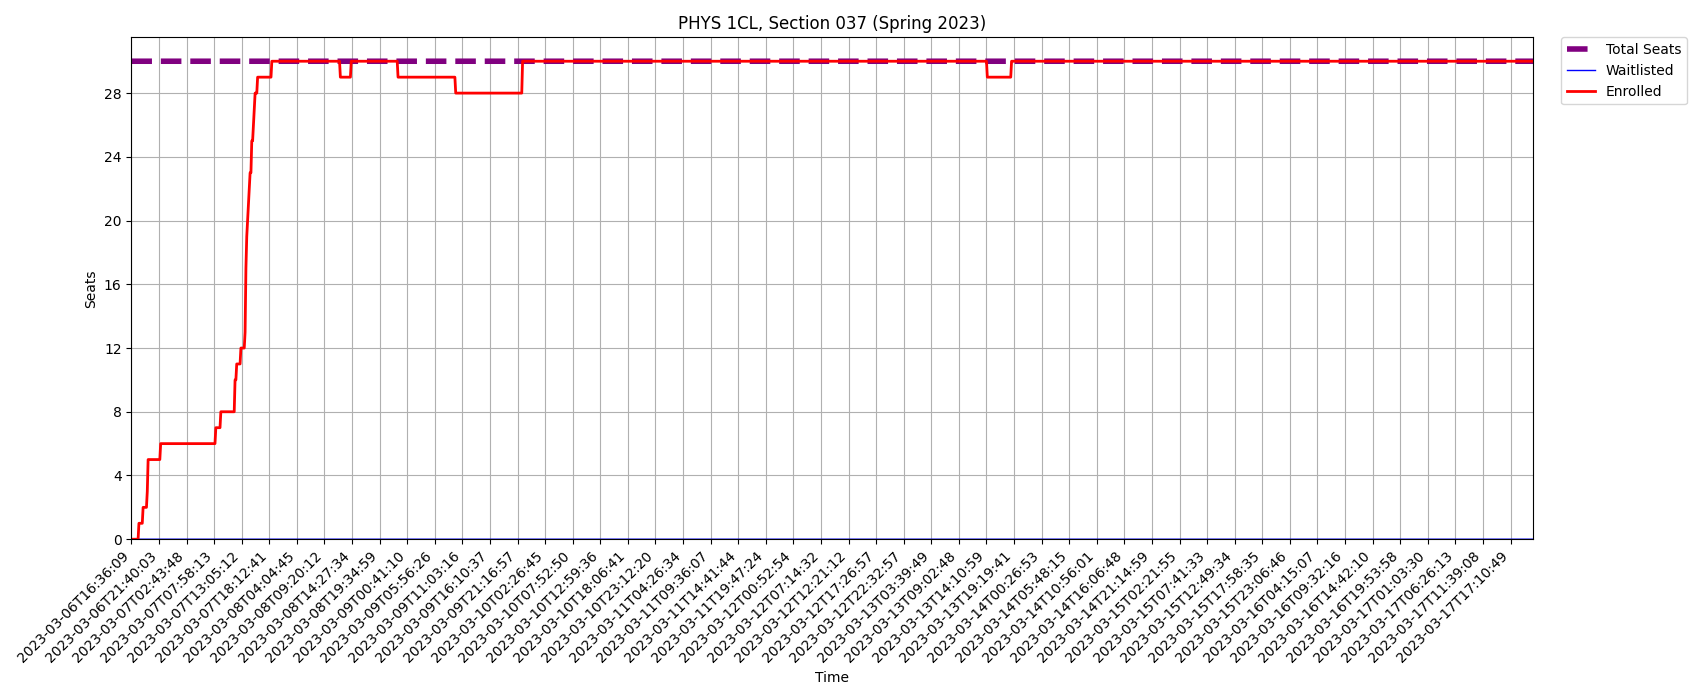 PHYS 1CL, Section 037 (Spring 2023)
Total Seats
Waitlisted
Enrolled
Seats
28
24
20
16
12
8
4
0
2023-03-06T16:36:09
2023-03-06T21:40:03
2023-03-07T02:43:48
2023-03-07T07:58:13
2023-03-07T13:05:12
2023-03-07T18:12:41
2023-03-08T04:04:45
2023-03-08T09:20:12
2023-03-08T14:27:34
2023-03-08T19:34:59
2023-03-09T00:41:10
2023-03-09T05:56:26
2023-03-09T11:03:16
2023-03-09T16:10:37
2023-03-09T21:16:57
2023-03-10T02:26:45
2023-03-10T07:52:50
2023-03-10T12:59:36
2023-03-10T18:06:41
2023-03-10T23:12:20
2023-03-11T04:26:34
2023-03-11T09:36:07
2023-03-11T14:41:44
2023-03-11T19:47:24
2023-03-12T00:52:54
2023-03-12T07:14:32
2023-03-12T12:21:12
2023-03-12T17:26:57
2023-03-12T22:32:57
2023-03-13T03:39:49
2023-03-13T09:02:48
2023-03-13T14:10:59
2023-03-13T19:19:41
2023-03-14T00:26:53
2023-03-14T05:48:15
2023-03-14T10:56:01
2023-03-14T16:06:48
2023-03-14T21:14:59
2023-03-15T02:21:55
2023-03-15T07:41:33
2023-03-15T12:49:34
2023-03-15T17:58:35
2023-03-15T23:06:46
2023-03-16T04:15:07
2023-03-16T09:32:16
2023-03-16T14:42:10
2023-03-16T19:53:58
2023-03-17T01:03:30
2023-03-17T06:26:13
2023-03-17T11:39:08
2023-03-17T17:10:49
Time